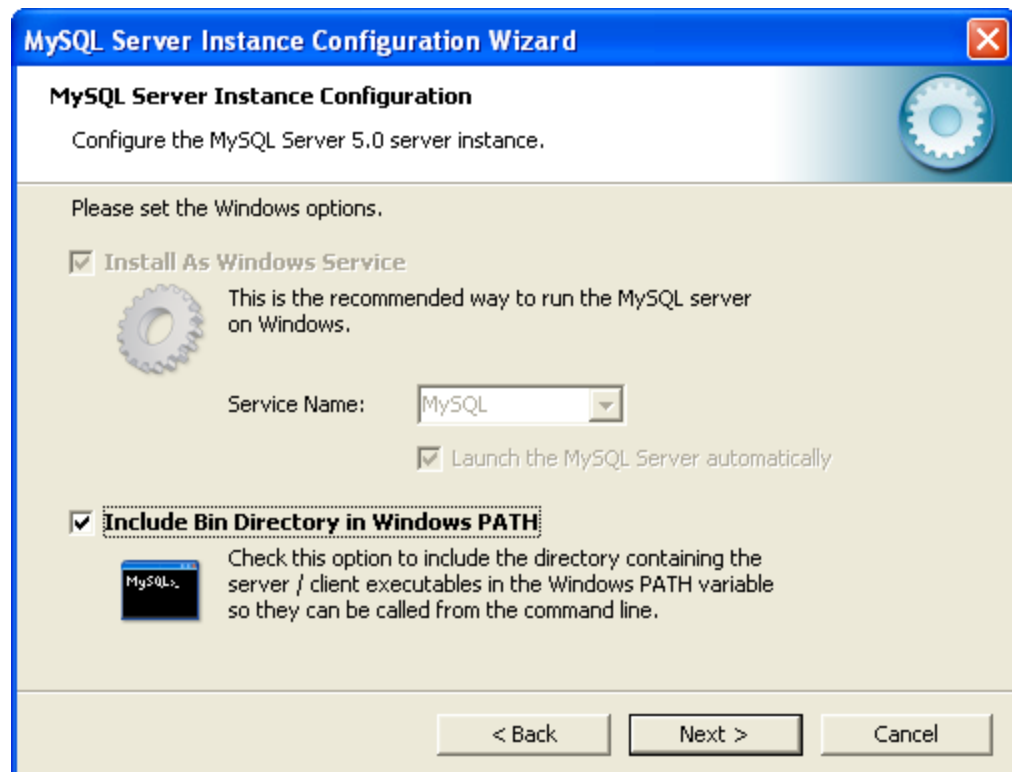 MySQL Server Instance Configuration Wizard
MySQL Server Instance Configuration
Configure the MySQL Server 5.0 server instance.
Please set the Windows options.
Install As Windows Service
This is the recommended way to run the MySQL server
on Windows.
Service Name:
MySQL
Launch the MySQL Server automatically
Include Bin Directory in Windows PATH
MySQL>_
Check this option to include the directory containing the
server / client executables in the Windows PATH variable
so they can be called from the command line.
< Back
Next >
Cancel